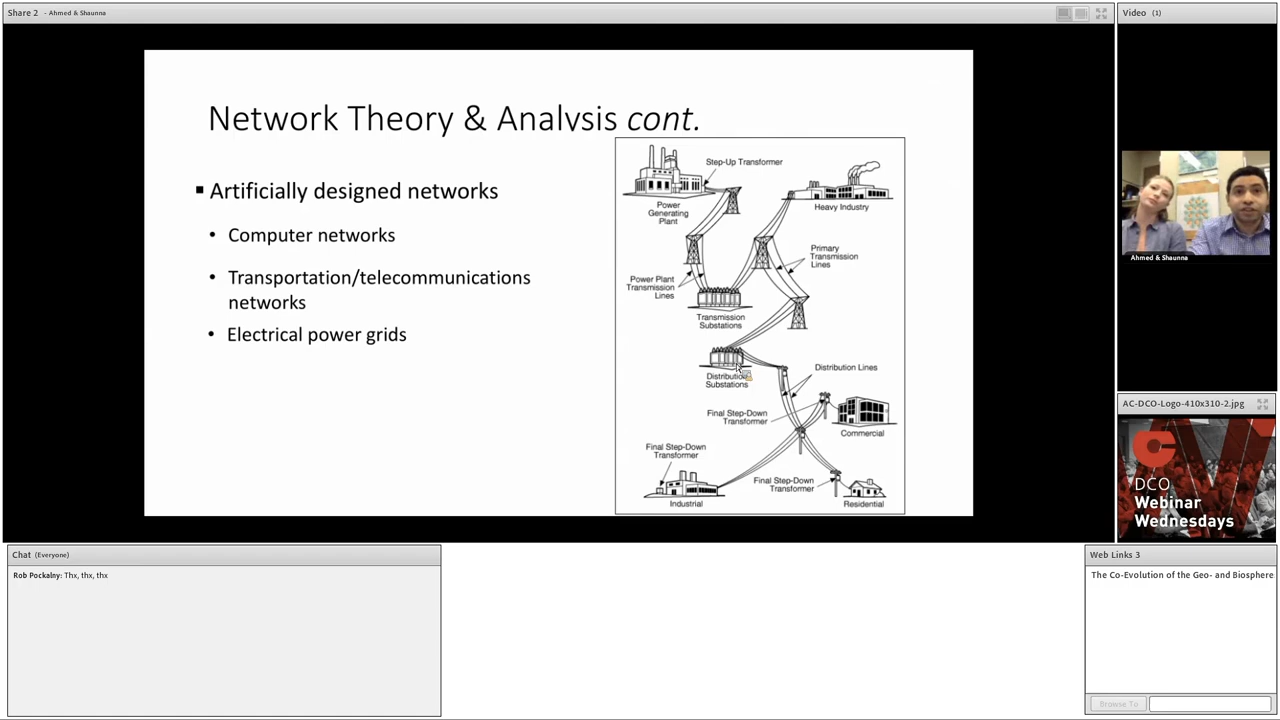 Share 2 - Ahmed & Shaunna
Video (1)
Network Theory & Analysis cont.
▪ Artificially designed networks
• Computer networks
• Transportation/telecommunications
networks
• Electrical power grids
Step-Up Transformer
Power
Generating
Plant
Heavy Industry
Primary
Transmission
Lines
Power Plant
Transmission
Lines
Transmission
Substations
Distribution
Substations
Distribution Lines
Final Step-Down
Transformer
Commercial
Final Step-Down
Transformer
Final Step-Down
Transformer
Industrial
Residential
Ahmed & Shaunna
AC-DCO-Logo-410x310-2.jpg
DCO
Webinar
Wednesdays
Chat (Everyone)
Rob Pockalny: Thx, thx, thx
Web Links 3
The Co-Evolution of the Geo- and Biosphere
Browse To